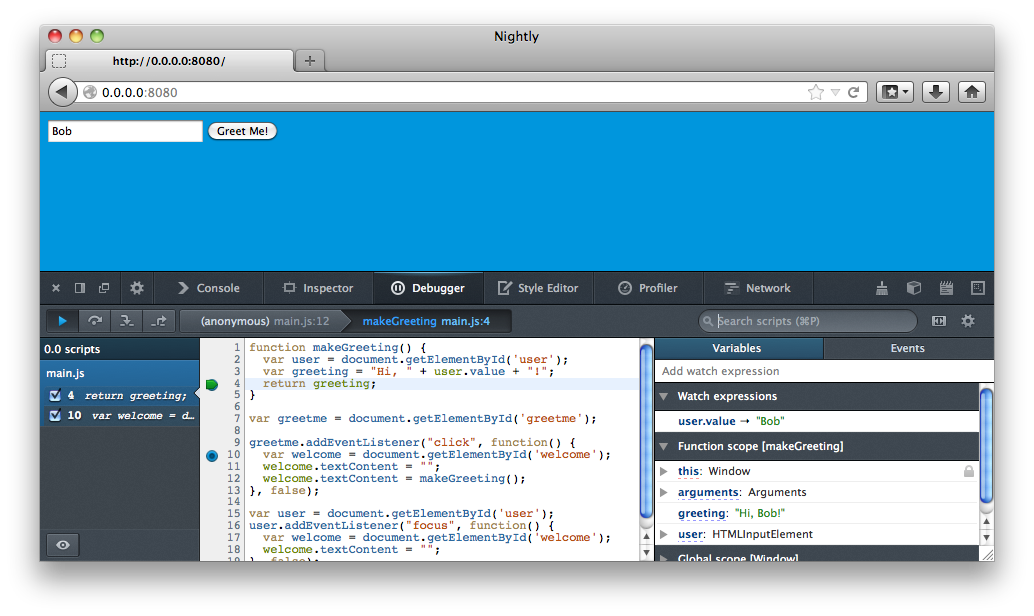 Nightly
http://0.0.0.0:8080/
0.0.0.0:8080
Bob Greet Me!
Console Inspector Debugger Style Editor Profiler Network
(anonymous) main.js:12 makeGreeting main.js:4 Search scripts (⌘P)
0.0 scripts
main.js
4 return greeting;
10 var welcome = d…
1 function makeGreeting() {
2 var user = document.getElementById('user');
3 var greeting = "Hi, " + user.value + "!";
4 return greeting;
5 }
6
7 var greetme = document.getElementById('greetme');
8
9 greetme.addEventListener("click", function() {
10 var welcome = document.getElementById('welcome');
11 welcome.textContent = "";
12 welcome.textContent = makeGreeting();
13 }, false);
14
15 var user = document.getElementById('user');
16 user.addEventListener("focus", function() {
17 var welcome = document.getElementById('welcome');
18 welcome.textContent = "";
19 }, false);
Variables Events
Add watch expression
Watch expressions
user.value → "Bob"
Function scope [makeGreeting]
this: Window
arguments: Arguments
greeting: "Hi, Bob!"
user: HTMLInputElement
Global scope [Window]